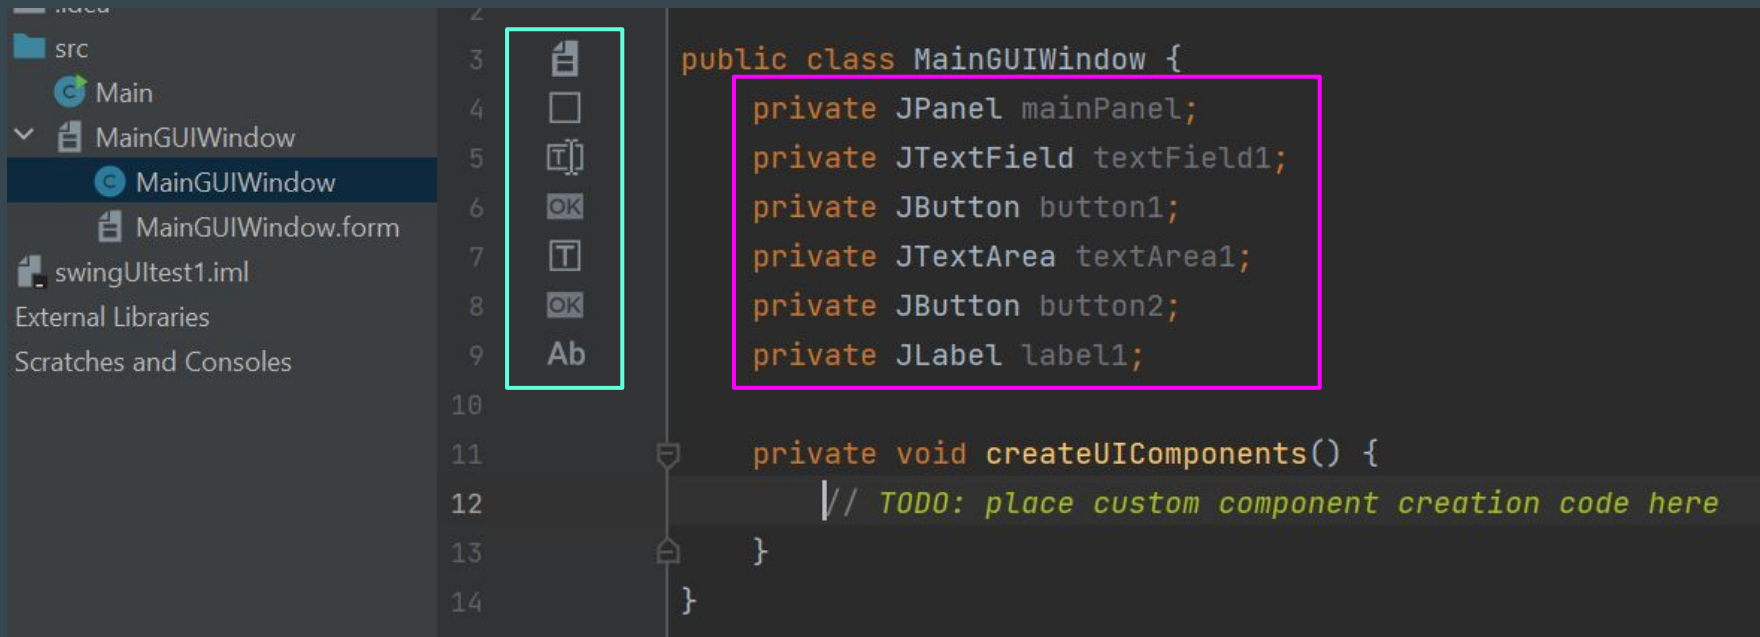 .idea
src
Main
MainGUIWindow
MainGUIWindow
MainGUIWindow.form
swingUItest1.iml
External Libraries
Scratches and Consoles
2
3 public class MainGUIWindow {
4 private JPanel mainPanel;
5 T private JTextField textField1;
6 OK private JButton button1;
7 T private JTextArea textArea1;
8 OK private JButton button2;
9 Ab private JLabel label1;
10
11 private void createUIComponents() {
12 // TODO: place custom component creation code here
13 }
14 }